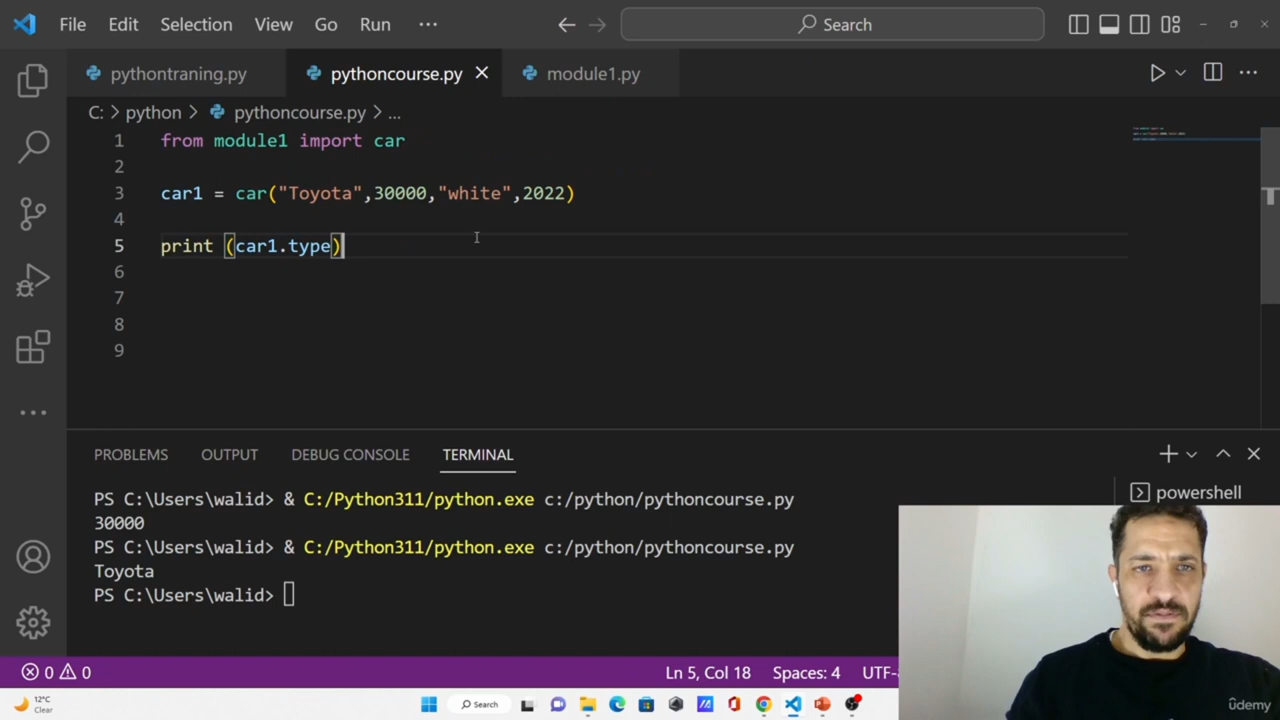 File Edit Selection View Go Run ··· Search
pythontraning.py pythoncourse.py module1.py
C: > python > pythoncourse.py > ...
1 from module1 import car
2
3 car1 = car("Toyota",30000,"white",2022)
4
5 print (car1.type)
6
7
8
9
PROBLEMS OUTPUT DEBUG CONSOLE TERMINAL
PS C:\Users\walid> & C:/Python311/python.exe c:/python/pythoncourse.py
powershell
30000
PS C:\Users\walid> & C:/Python311/python.exe c:/python/pythoncourse.py
Toyota
PS C:\Users\walid>
0 0 Ln 5, Col 18 Spaces: 4 UTF-
12°C
Clear
Search
ûdemy